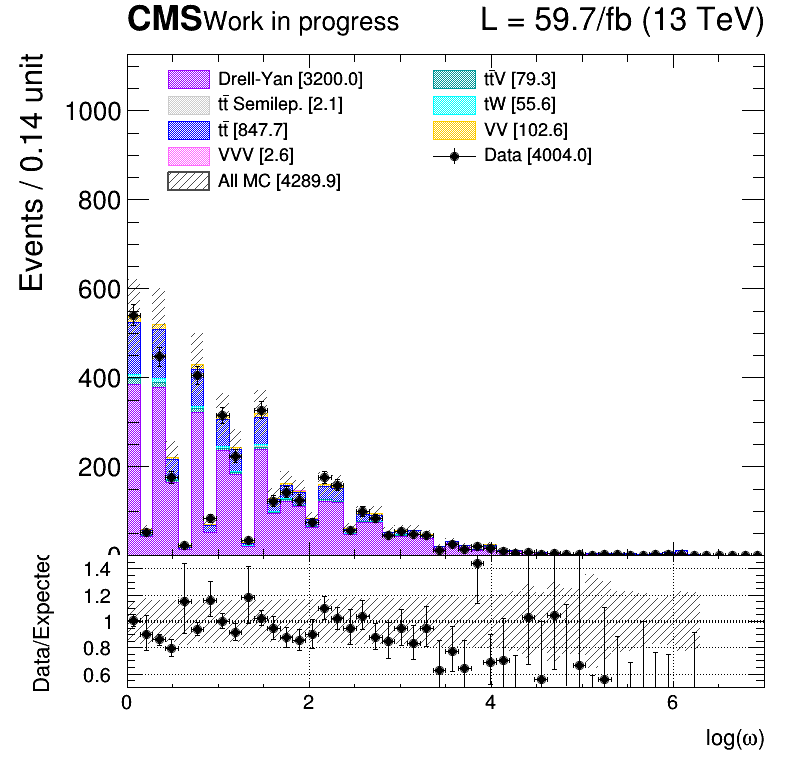 CMS Work in progress L = 59.7/fb (13 TeV)
Events / 0.14 unit
Drell-Yan [3200.0]
tt̄ Semilep. [2.1]
tt̄ [847.7]
VVV [2.6]
All MC [4289.9]
tt̄V [79.3]
tW [55.6]
VV [102.6]
Data [4004.0]
1000
800
600
400
200
0
Data/Expected
1.4
1.2
1
0.8
0.6
0 2 4 6
log(ω)